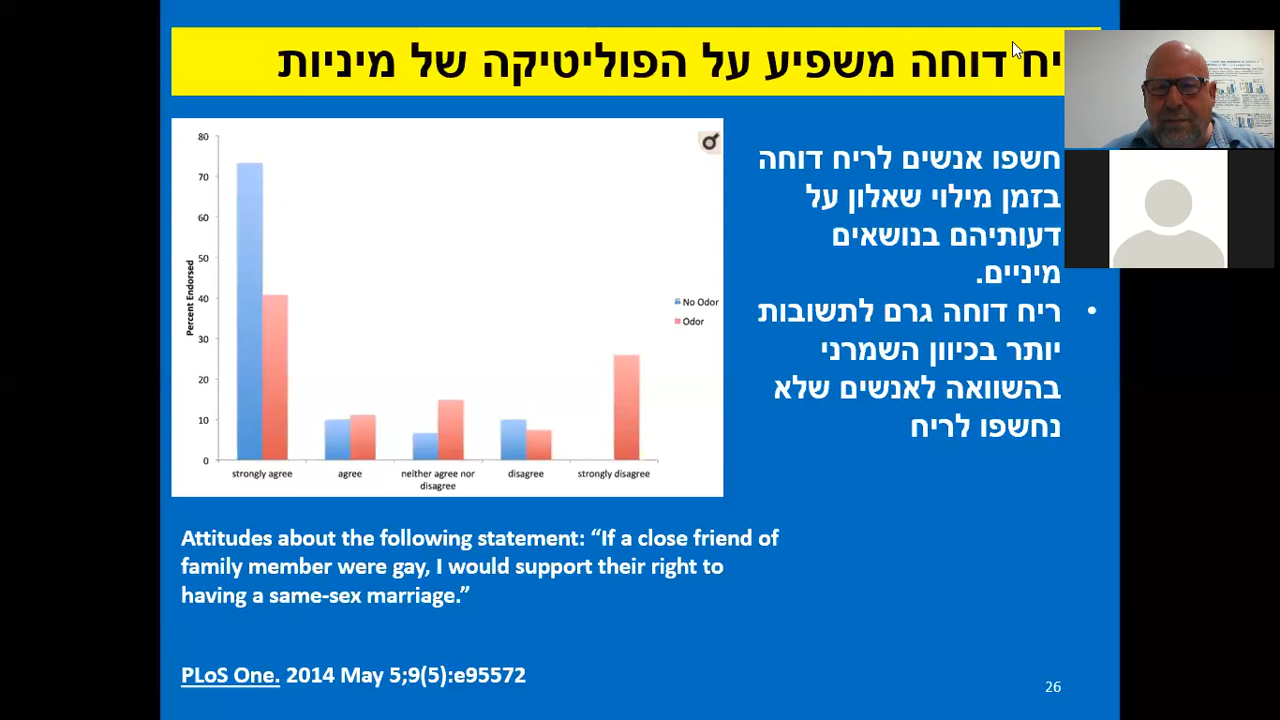 יח דוחה משפיע על הפוליטיקה של מיניות
חשפו אנשים לריח דוחה
בזמן מילוי שאלון על
דעותיהם בנושאים
מיניים.
• ריח דוחה גרם לתשובות
יותר בכיוון השמרני
בהשוואה לאנשים שלא
נחשפו לריח
80
70
60
50
40
30
20
10
0
Percent Endorsed
No Odor
Odor
strongly agree
agree
neither agree nor
disagree
disagree
strongly disagree
Attitudes about the following statement: “If a close friend of
family member were gay, I would support their right to
having a same-sex marriage.”
PLoS One. 2014 May 5;9(5):e95572
26